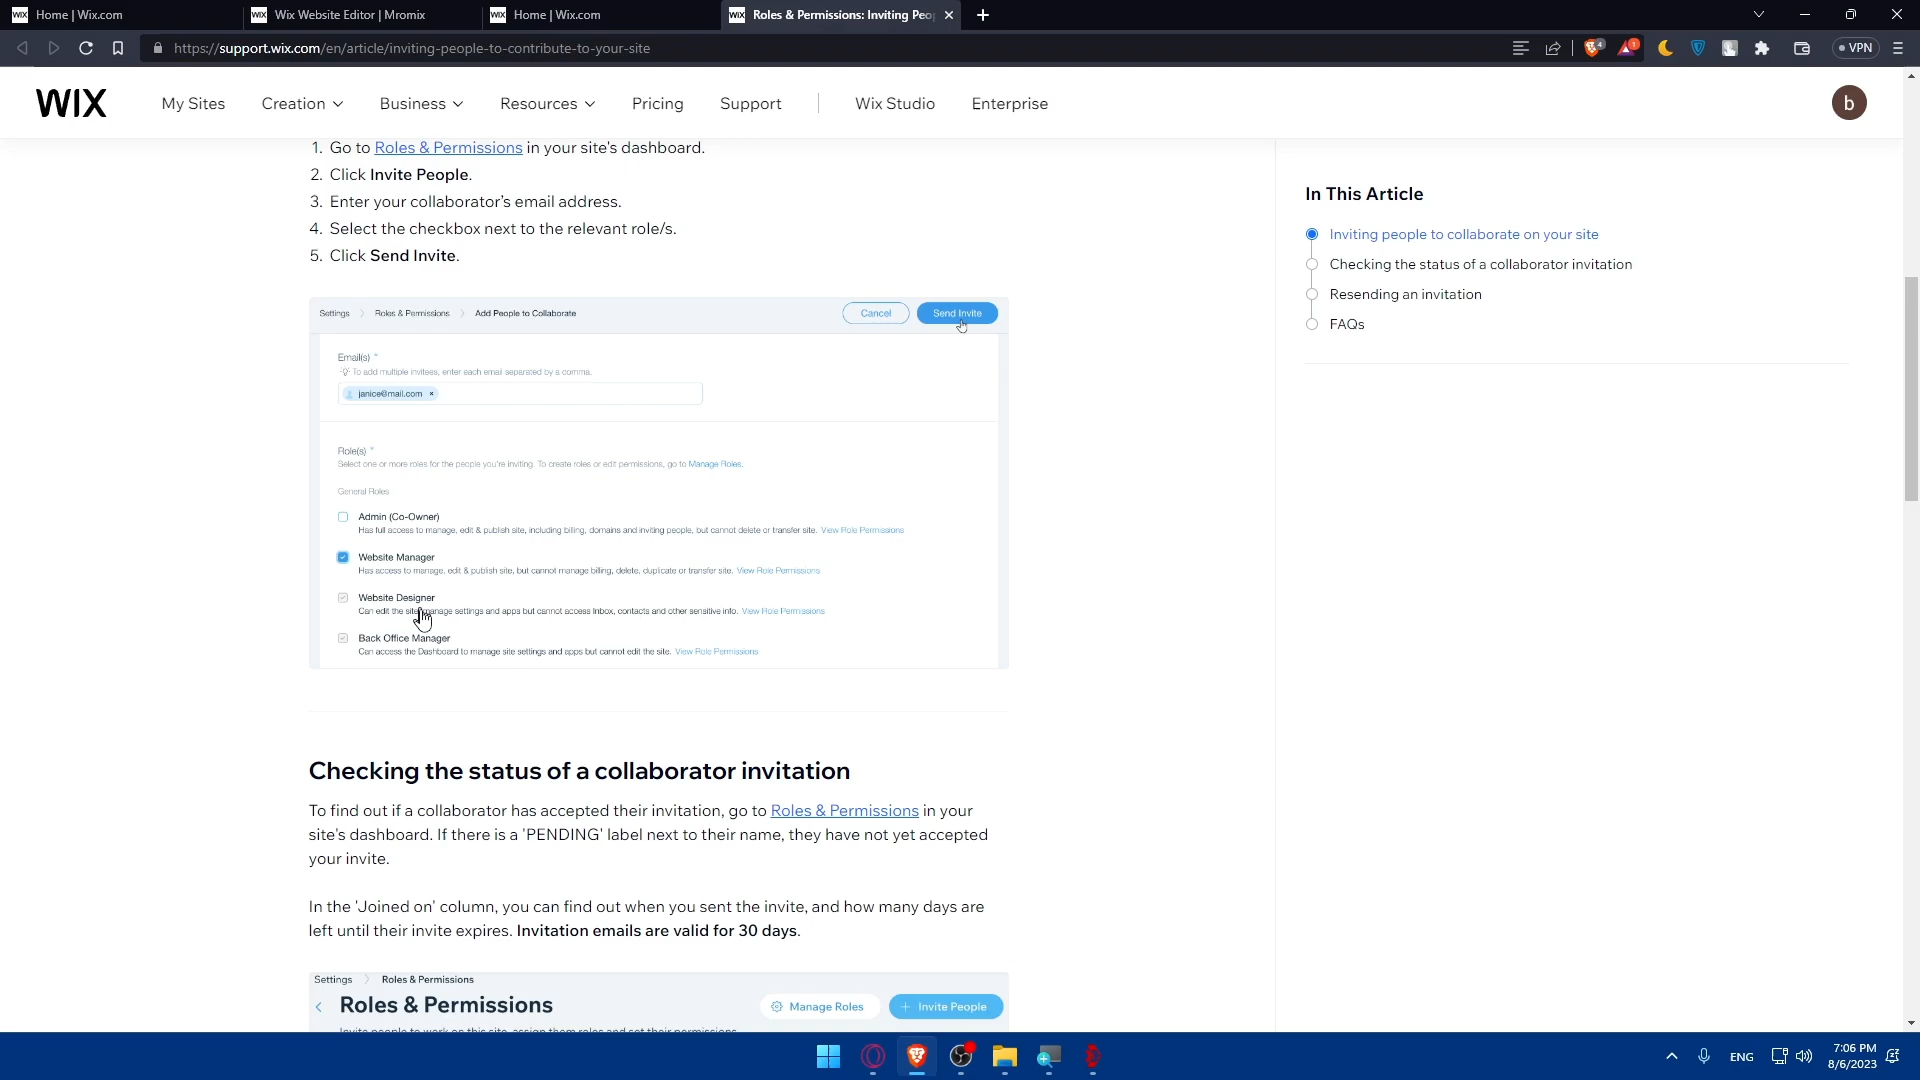 Home | Wix.com
Wix Website Editor | Mromix
Home | Wix.com
Roles & Permissions: Inviting Peo
https://support.wix.com/en/article/inviting-people-to-contribute-to-your-site
4
1
VPN
WIX
My Sites
Creation
Business
Resources
Pricing
Support
Wix Studio
Enterprise
b
1. Go to Roles & Permissions in your site's dashboard.
2. Click Invite People.
3. Enter your collaborator's email address.
4. Select the checkbox next to the relevant role/s.
5. Click Send Invite.
Settings > Roles & Permissions > Add People to Collaborate
Cancel
Send Invite
Email(s) *
To add multiple invitees, enter each email separated by a comma.
janice@mail.com ×
Role(s) *
Select one or more roles for the people you're inviting. To create roles or edit permissions, go to Manage Roles.
General Roles
Admin (Co-Owner)
Has full access to manage, edit & publish site, including billing, domains and inviting people, but cannot delete or transfer site. View Role Permissions
Website Manager
Has access to manage, edit & publish site, but cannot manage billing, delete, duplicate or transfer site. View Role Permissions
Website Designer
Can edit the site, manage settings and apps but cannot access Inbox, contacts and other sensitive info. View Role Permissions
Back Office Manager
Can access the Dashboard to manage site settings and apps but cannot edit the site. View Role Permissions
Checking the status of a collaborator invitation
To find out if a collaborator has accepted their invitation, go to Roles & Permissions in your
site's dashboard. If there is a 'PENDING' label next to their name, they have not yet accepted
your invite.
In the 'Joined on' column, you can find out when you sent the invite, and how many days are
left until their invite expires. Invitation emails are valid for 30 days.
Settings > Roles & Permissions
Roles & Permissions
Manage Roles
+ Invite People
Invite people to work on this site, assign them roles and set their permissions.
In This Article
Inviting people to collaborate on your site
Checking the status of a collaborator invitation
Resending an invitation
FAQs
ENG
7:06 PM
8/6/2023